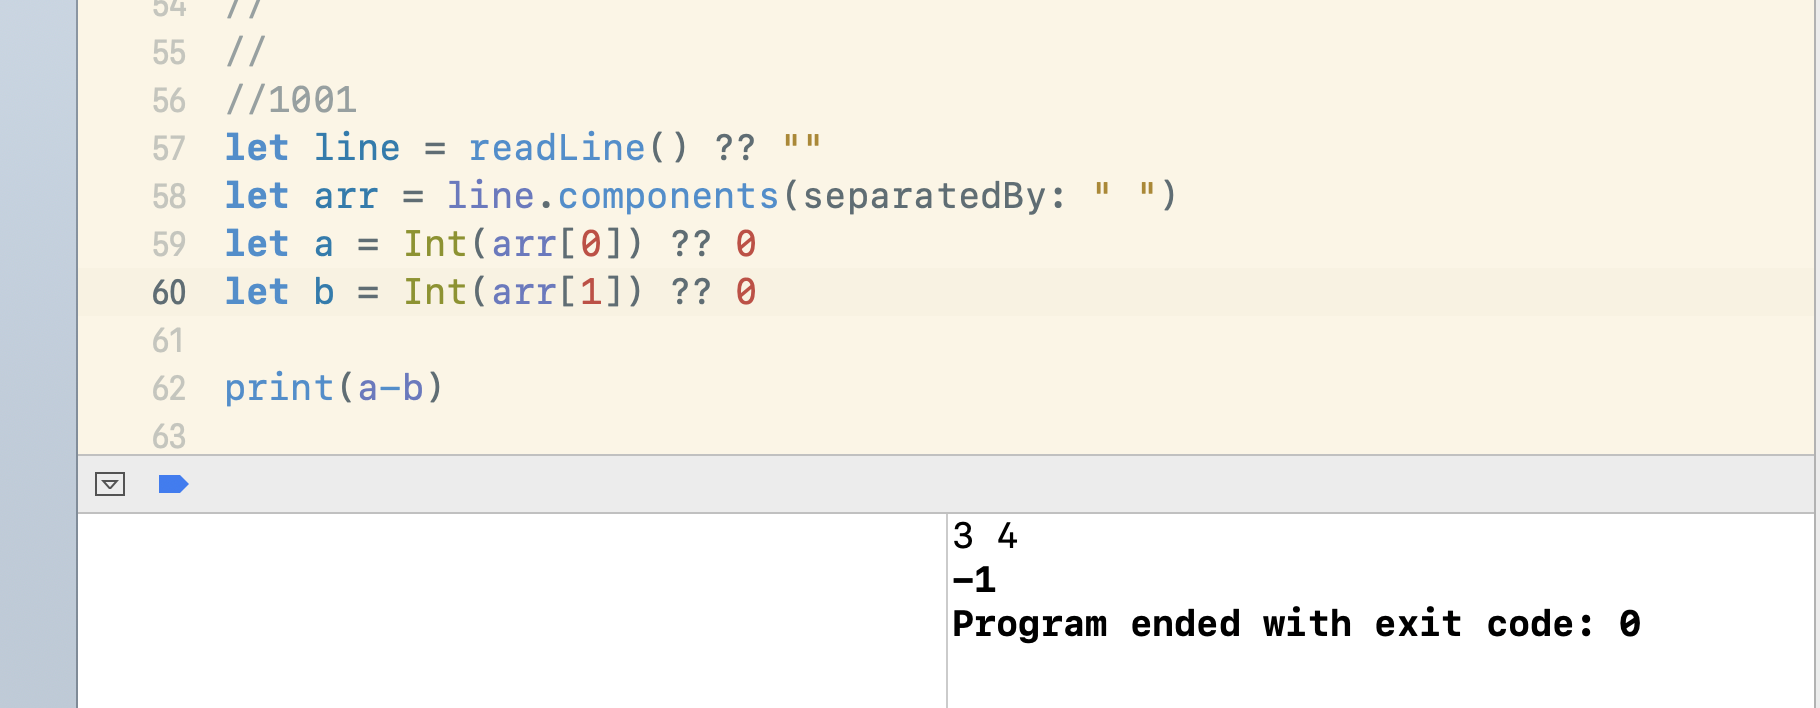 54 //
55 //
56 //1001
57 let line = readLine() ?? ""
58 let arr = line.components(separatedBy: " ")
59 let a = Int(arr[0]) ?? 0
60 let b = Int(arr[1]) ?? 0
61
62 print(a-b)
63
3 4
-1
Program ended with exit code: 0